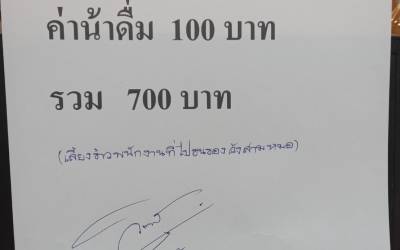 ค่าน้ำดื่ม 100 บาท
รวม 700 บาท
(เลี้ยงข้าวพนักงานที่ไปขนของ